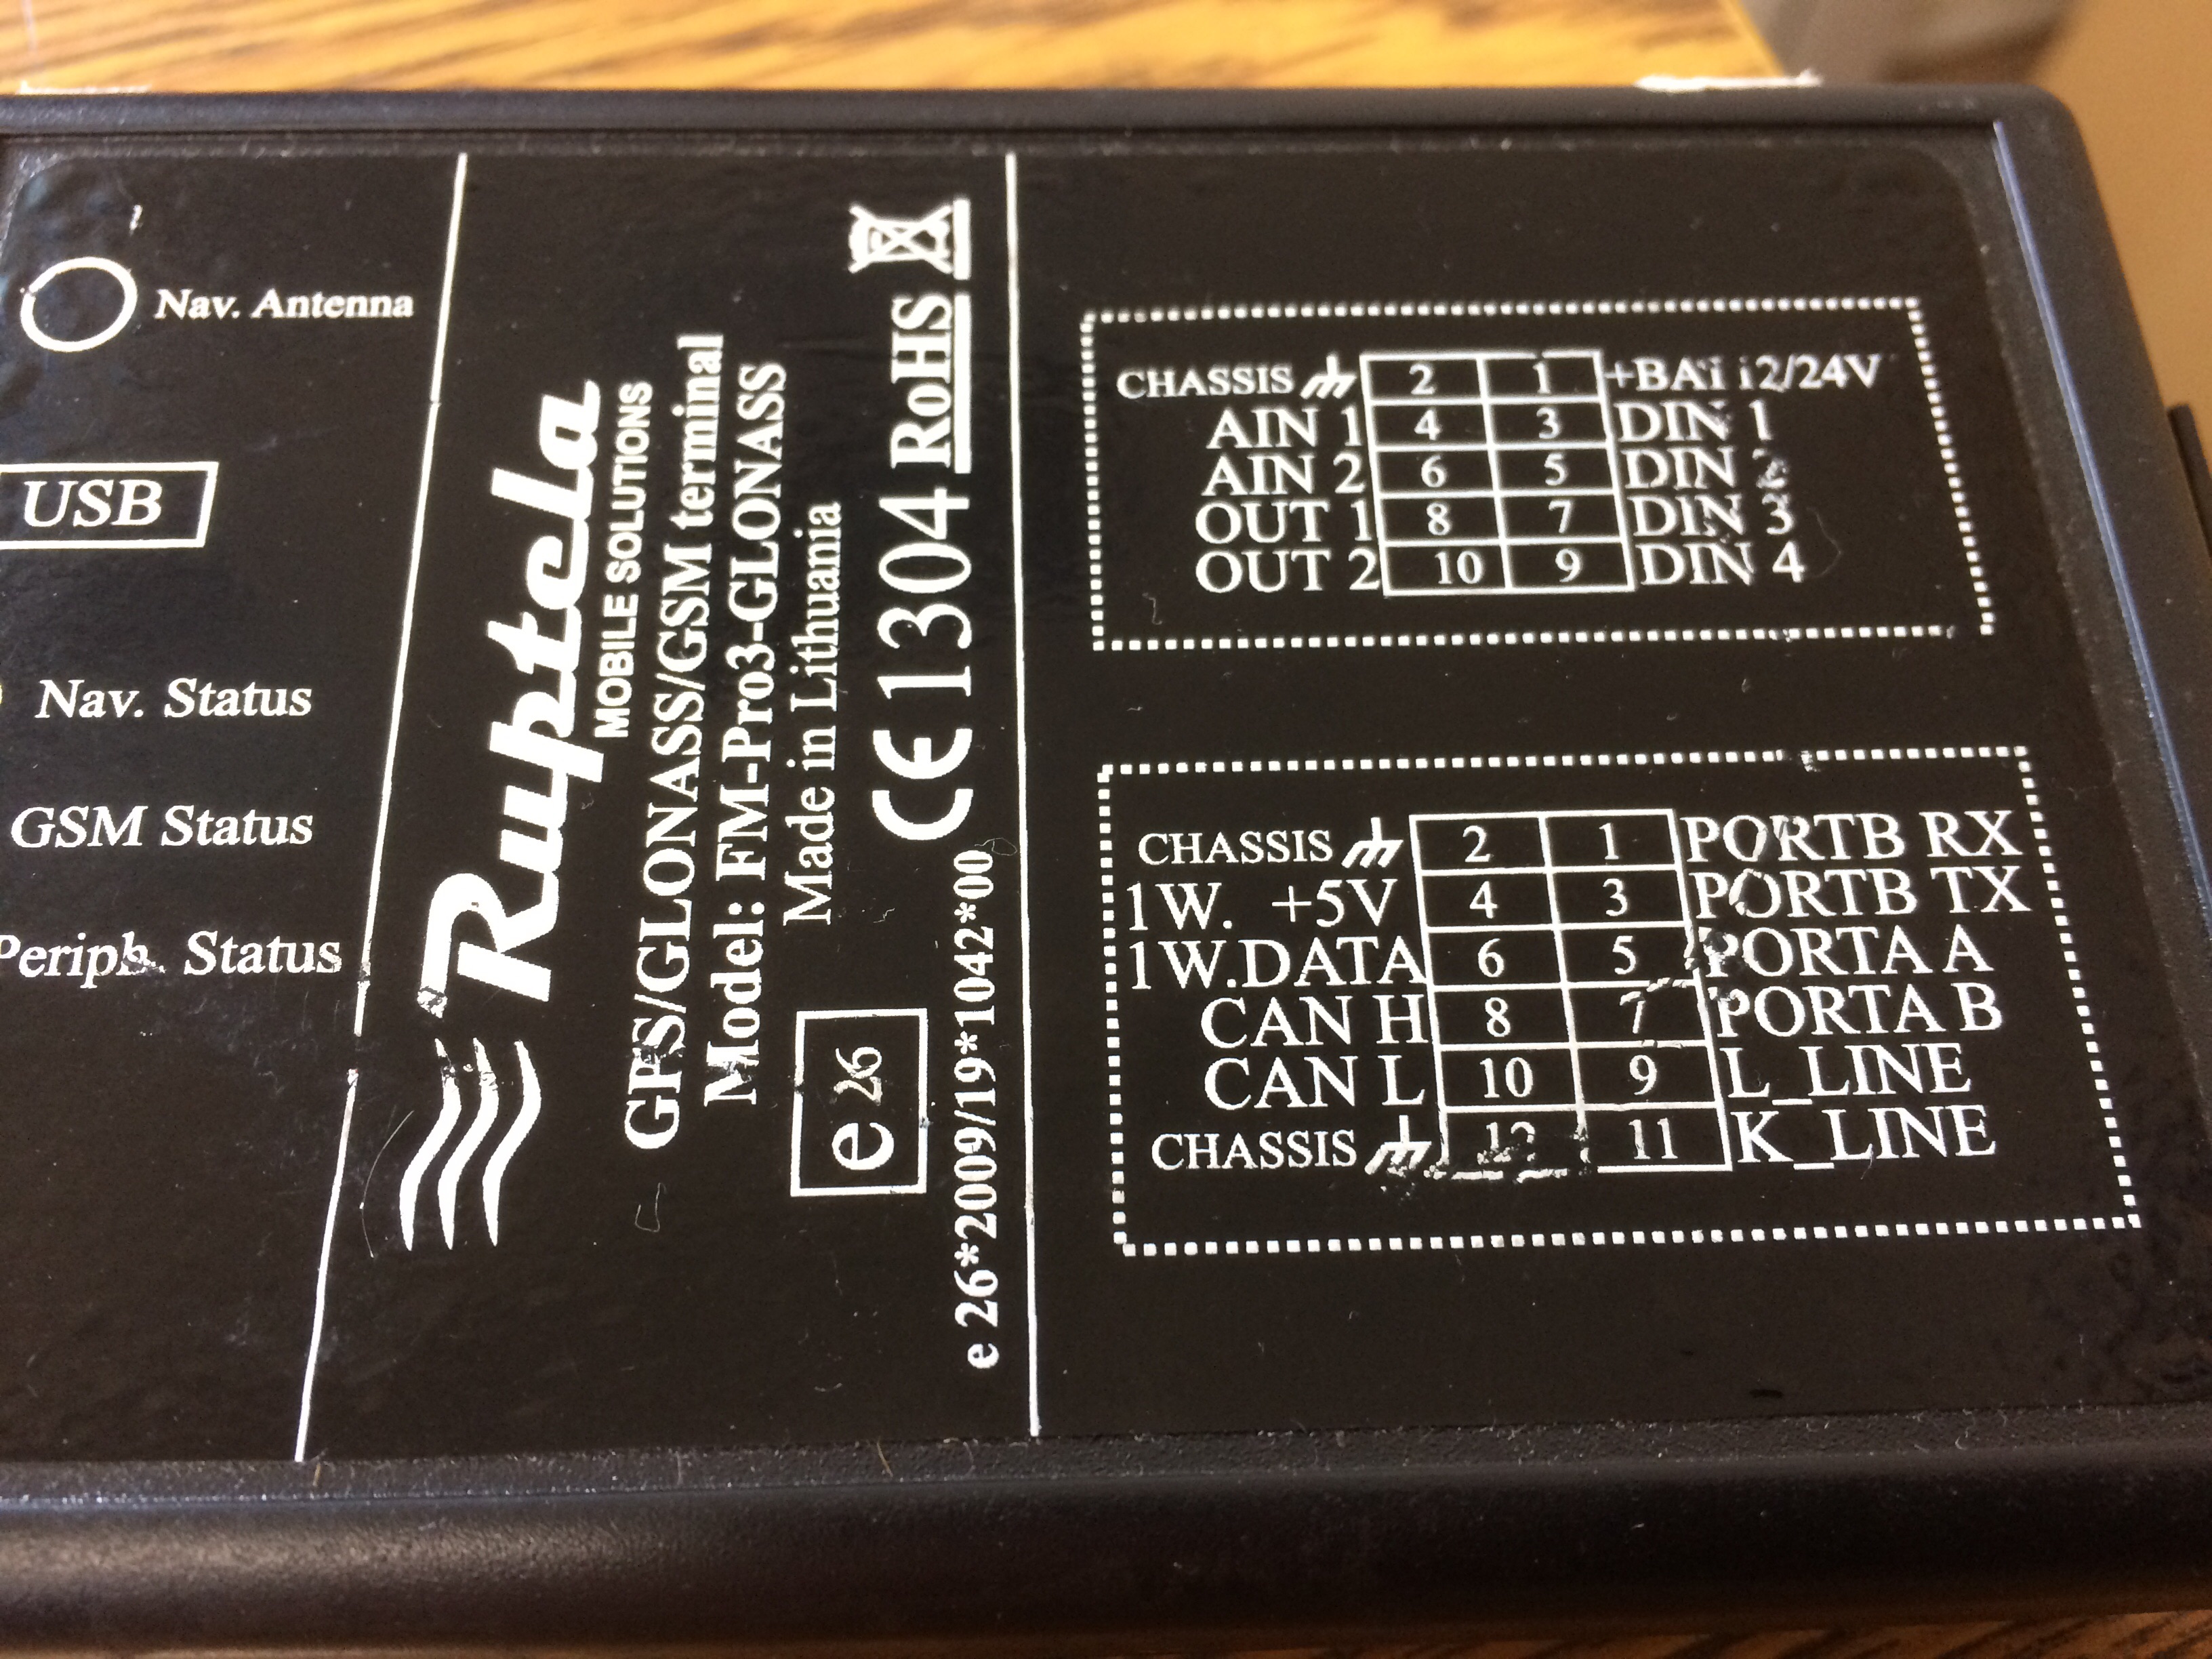 Nav. Antenna
USB
Nav. Status
GSM Status
Periph. Status
Ruptela
MOBILE SOLUTIONS
GPS/GLONASS/GSM terminal
Model: FM-Pro3-GLONASS
Made in Lithuania
CE 1304 RoHS
e 26
e 26*2009/19*1042*00
CHASSIS 2 1 +BAT 12/24V
AIN 1 4 3 DIN 1
AIN 2 6 5 DIN 2
OUT 1 8 7 DIN 3
OUT 2 10 9 DIN 4
CHASSIS 2 1 PORTB RX
1W. +5V 4 3 PORTB TX
1W.DATA 6 5 PORTA A
CAN H 8 7 PORTA B
CAN L 10 9 L_LINE
CHASSIS 12 11 K_LINE